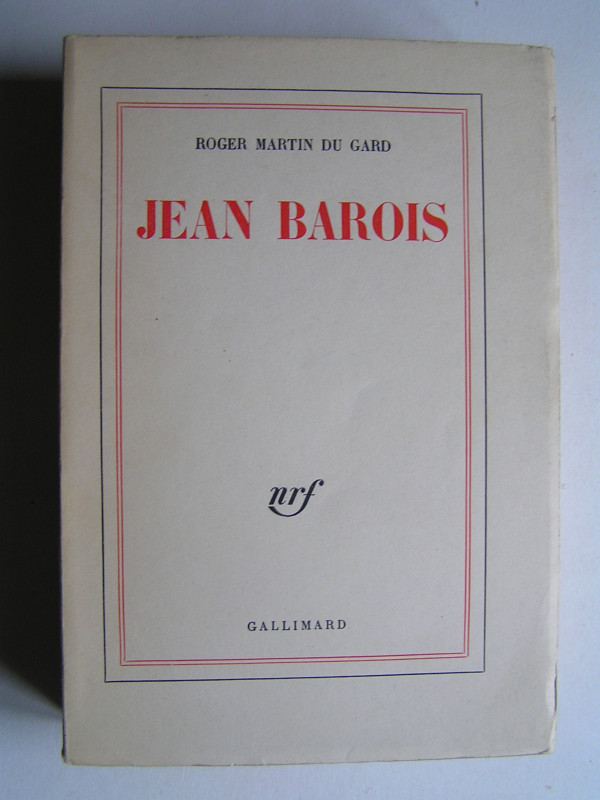 ROGER MARTIN DU GARD
JEAN BAROIS
nrf
GALLIMARD